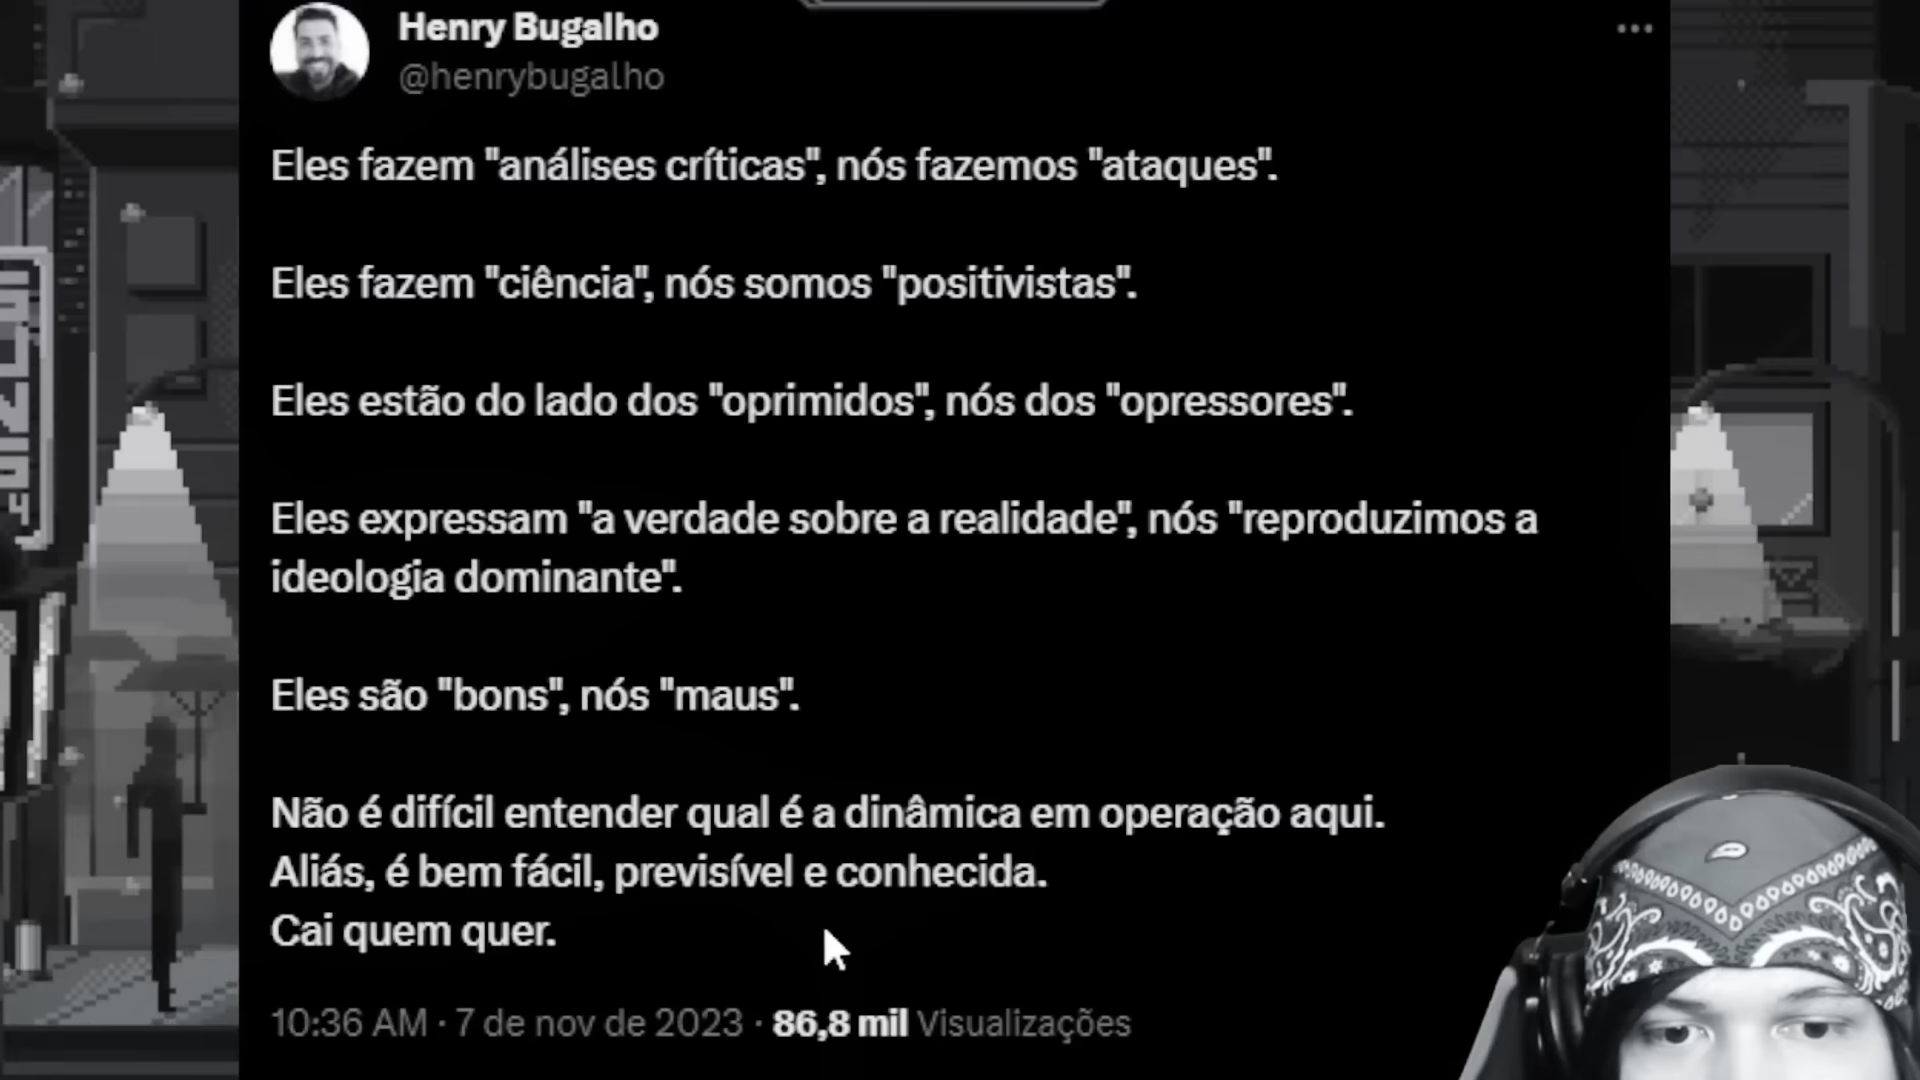 Henry Bugalho
@henrybugalho
Eles fazem "análises críticas", nós fazemos "ataques".
Eles fazem "ciência", nós somos "positivistas".
Eles estão do lado dos "oprimidos", nós dos "opressores".
Eles expressam "a verdade sobre a realidade", nós "reproduzimos a
ideologia dominante".
Eles são "bons", nós "maus".
Não é difícil entender qual é a dinâmica em operação aqui.
Aliás, é bem fácil, previsível e conhecida.
Cai quem quer.
10:36 AM · 7 de nov de 2023 · 86,8 mil Visualizações